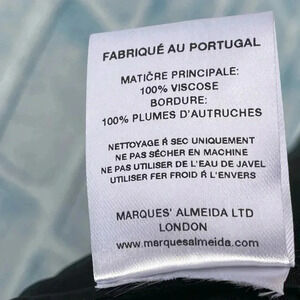 FABRIQUÉ AU PORTUGAL
MATIČRE PRINCIPALE:
100% VISCOSE
BORDURE:
100% PLUMES D'AUTRUCHES
NETTOYAGE Ŕ SEC UNIQUEMENT
NE PAS SÉCHER EN MACHINE
NE PAS UTILISER DE L'EAU DE JAVEL
UTILISER FER FROID Ŕ L'ENVERS
MARQUES' ALMEIDA LTD
LONDON
www.marquesalmeida.com